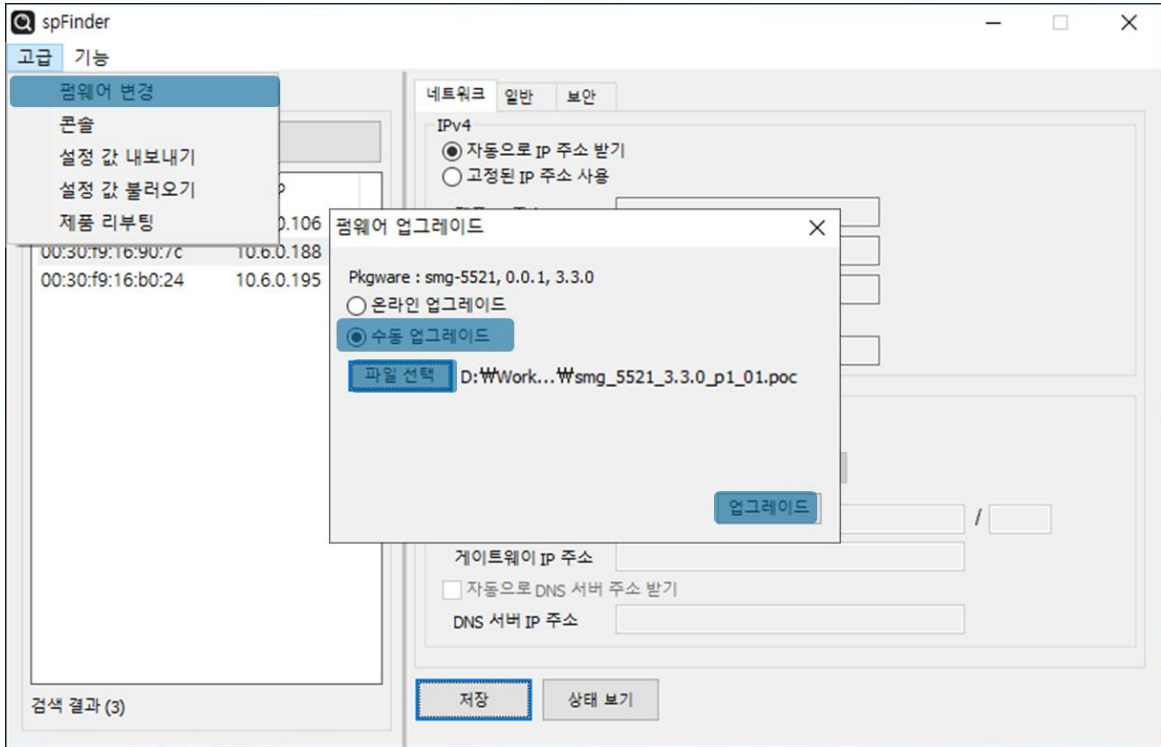 spFinder
고급 기능
펌웨어 변경
콘솔
설정 값 내보내기
설정 값 불러오기
제품 리부팅
0.106
00:30:f9:16:90:7c 10.6.0.188
00:30:f9:16:b0:24 10.6.0.195
검색 결과 (3)
네트워크 일반 보안
IPv4
자동으로 IP 주소 받기
고정된 IP 주소 사용
펌웨어 업그레이드
Pkgware : smg-5521, 0.0.1, 3.3.0
온라인 업그레이드
수동 업그레이드
파일 선택 D:₩Work...₩smg_5521_3.3.0_p1_01.poc
업그레이드
/
게이트웨이 IP 주소
자동으로 DNS 서버 주소 받기
DNS 서버 IP 주소
저장 상태 보기